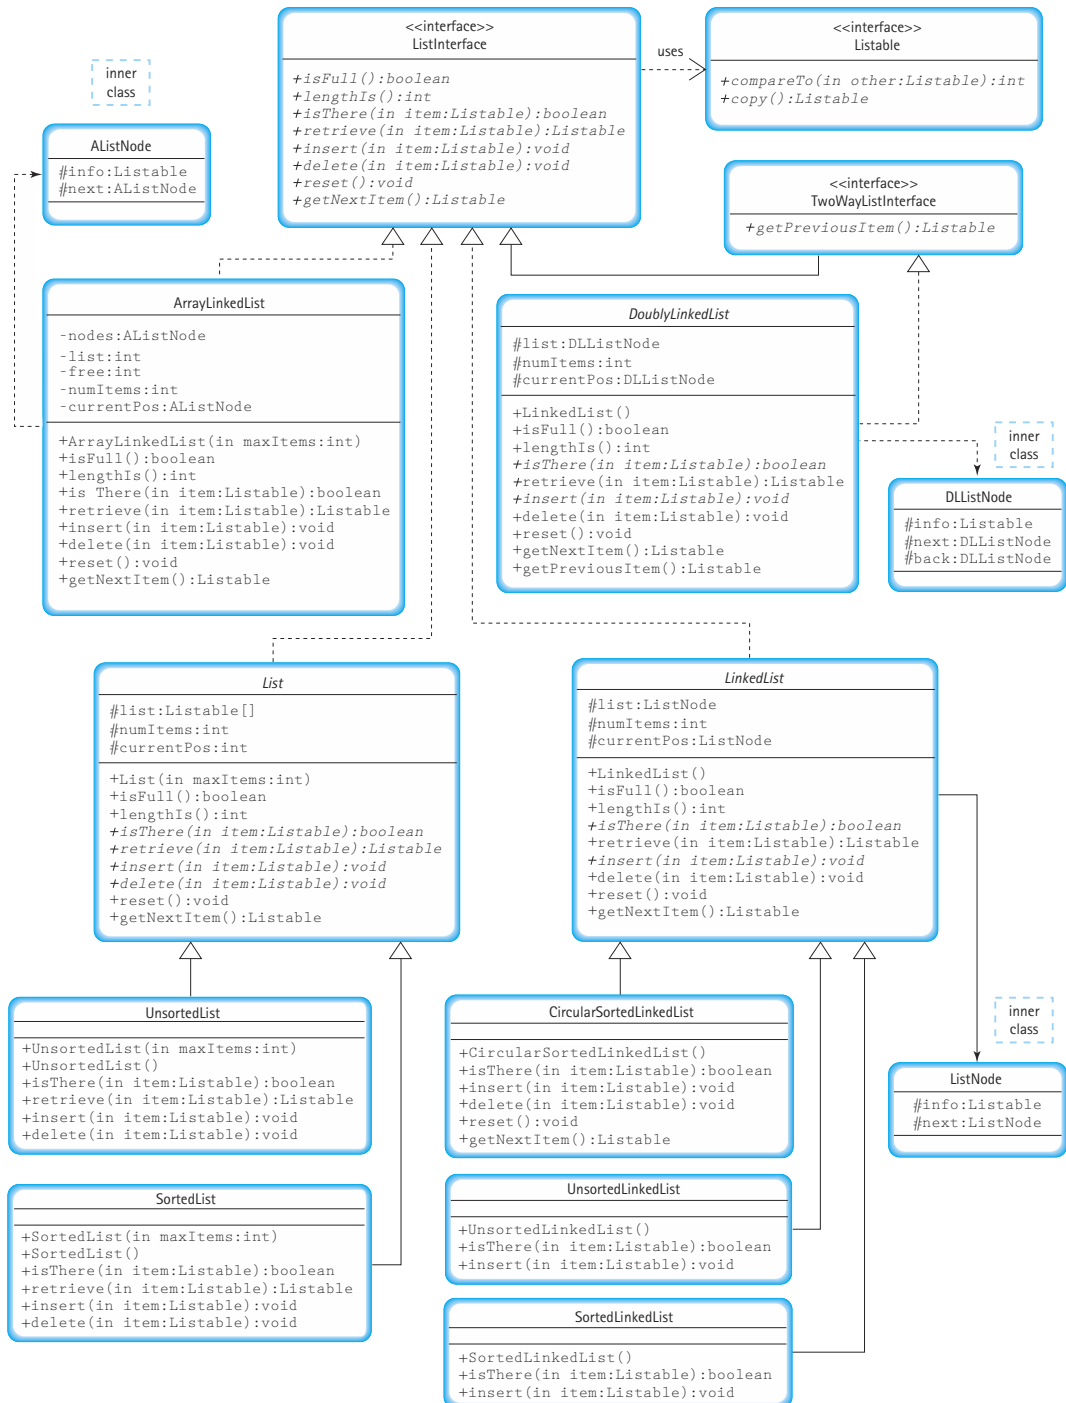 <<interface>>
ListInterface
+isFull():boolean
+lengthIs():int
+isThere(in item:Listable):boolean
+retrieve(in item:Listable):Listable
+insert(in item:Listable):void
+delete(in item:Listable):void
+reset():void
+getNextItem():Listable
uses
<<interface>>
Listable
+compareTo(in other:Listable):int
+copy():Listable
inner
class
AListNode
#info:Listable
#next:AListNode
<<interface>>
TwoWayListInterface
+getPreviousItem():Listable
ArrayLinkedList
-nodes:AListNode
-list:int
-free:int
-numItems:int
-currentPos:AListNode
+ArrayLinkedList(in maxItems:int)
+isFull():boolean
+lengthIs():int
+is There(in item:Listable):boolean
+retrieve(in item:Listable):Listable
+insert(in item:Listable):void
+delete(in item:Listable):void
+reset():void
+getNextItem():Listable
DoublyLinkedList
#list:DLListNode
#numItems:int
#currentPos:DLListNode
+LinkedList()
+isFull():boolean
+lengthIs():int
+isThere(in item:Listable):boolean
+retrieve(in item:Listable):Listable
+insert(in item:Listable):void
+delete(in item:Listable):void
+reset():void
+getNextItem():Listable
+getPreviousItem():Listable
inner
class
DLListNode
#info:Listable
#next:DLListNode
#back:DLListNode
List
#list:Listable[]
#numItems:int
#currentPos:int
+List(in maxItems:int)
+isFull():boolean
+lengthIs():int
+isThere(in item:Listable):boolean
+retrieve(in item:Listable):Listable
+insert(in item:Listable):void
+delete(in item:Listable):void
+reset():void
+getNextItem():Listable
LinkedList
#list:ListNode
#numItems:int
#currentPos:ListNode
+LinkedList()
+isFull():boolean
+lengthIs():int
+isThere(in item:Listable):boolean
+retrieve(in item:Listable):Listable
+insert(in item:Listable):void
+delete(in item:Listable):void
+reset():void
+getNextItem():Listable
UnsortedList
+UnsortedList(in maxItems:int)
+UnsortedList()
+isThere(in item:Listable):boolean
+retrieve(in item:Listable):Listable
+insert(in item:Listable):void
+delete(in item:Listable):void
CircularSortedLinkedList
+CircularSortedLinkedList()
+isThere(in item:Listable):boolean
+insert(in item:Listable):void
+delete(in item:Listable):void
+reset():void
+getNextItem():Listable
inner
class
ListNode
#info:Listable
#next:ListNode
SortedList
+SortedList(in maxItems:int)
+SortedList()
+isThere(in item:Listable):boolean
+retrieve(in item:Listable):Listable
+insert(in item:Listable):void
+delete(in item:Listable):void
UnsortedLinkedList
+UnsortedLinkedList()
+isThere(in item:Listable):boolean
+insert(in item:Listable):void
SortedLinkedList
+SortedLinkedList()
+isThere(in item:Listable):boolean
+insert(in item:Listable):void